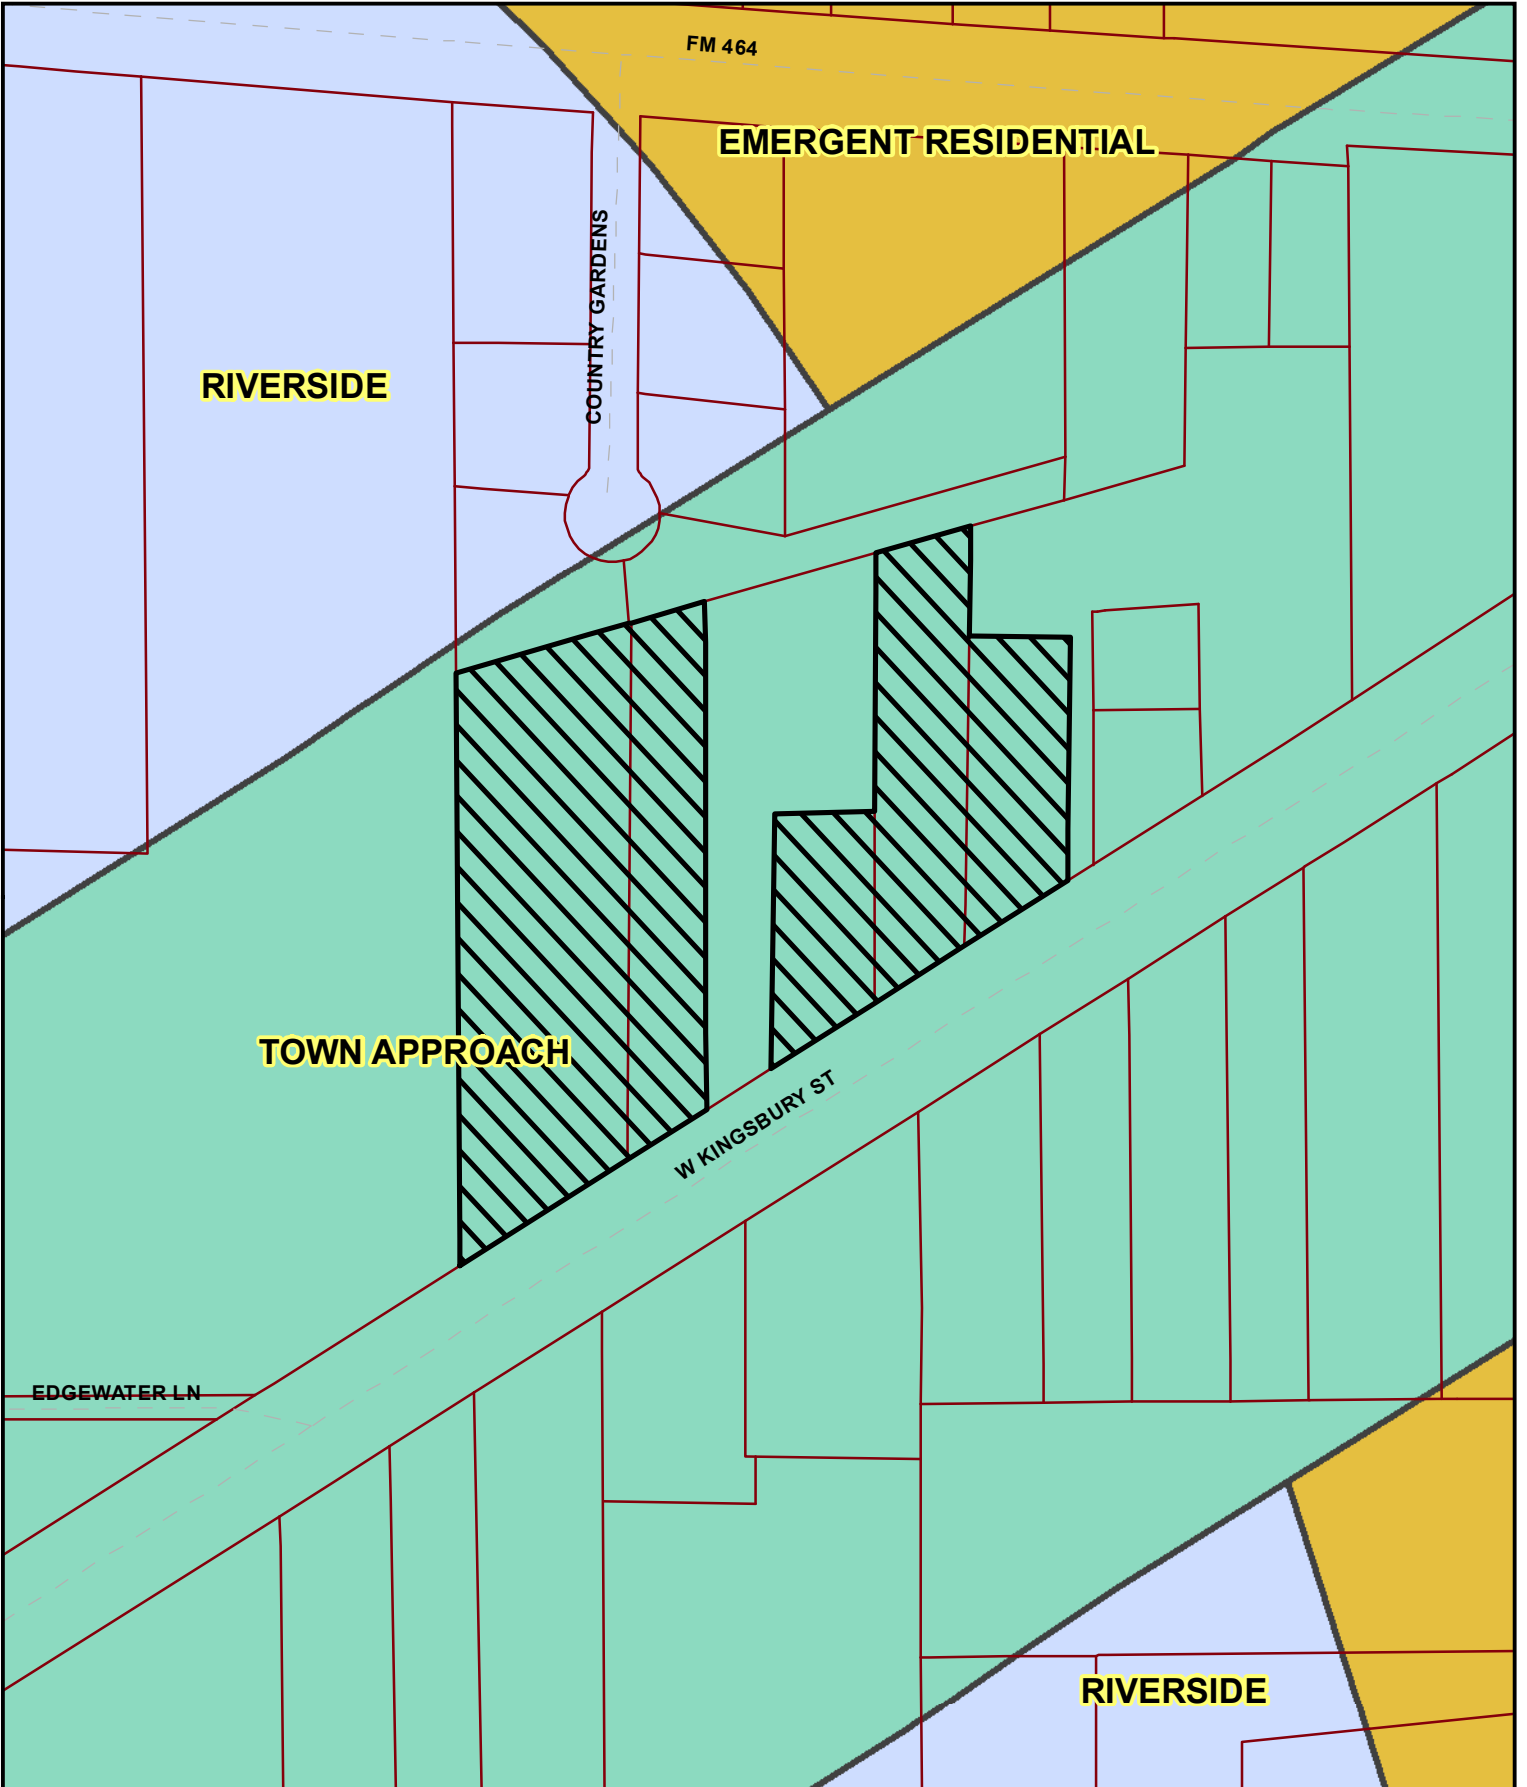 FM 464
EMERGENT RESIDENTIAL
COUNTRY GARDENS
RIVERSIDE
TOWN APPROACH
W KINGSBURY ST
EDGEWATER LN
RIVERSIDE